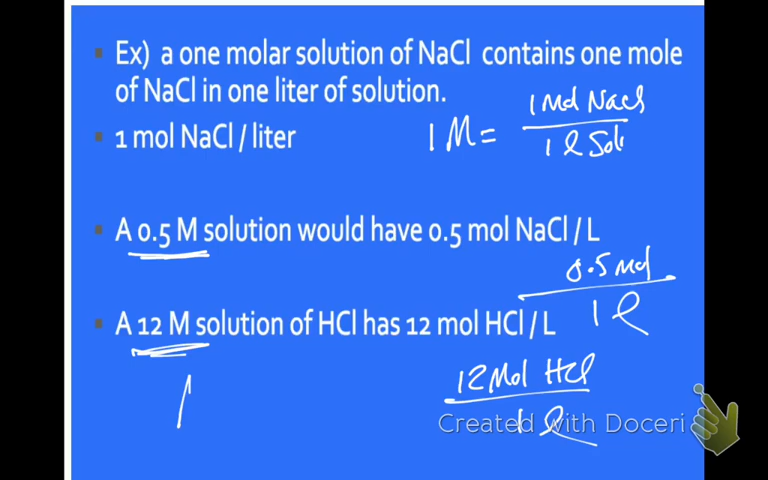 Ex) a one molar solution of NaCl contains one mole
of NaCl in one liter of solution.
1 mol NaCl / liter
1 M = 1 Mol NaCl
1 l Soln
A 0.5 M solution would have 0.5 mol NaCl / L
0.5 Mol
1 l
A 12 M solution of HCl has 12 mol HCl / L
12 Mol HCl
1 l
Created with Doceri